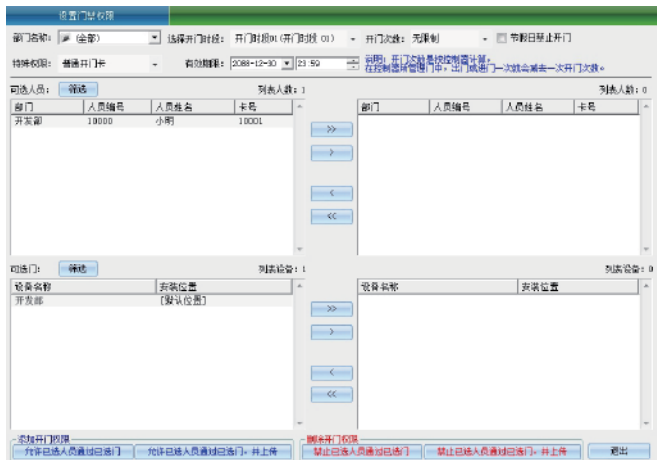 设置门禁权限
部门名称: (全部) 选择开门时段: 开门时段01(开门时段 01) 开门次数: 无限制 节假日禁止开门
特殊权限: 普通开门卡 有效期限: 2088-12-30 23:59 说明: 开门次数是按控制器计算,
在控制器所管理门中, 出门或进门一次就会减去一次开门次数。
可选人员: 筛选 列表人数: 1 列表人数: 0
部门 人员编号 人员姓名 卡号 部门 人员编号 人员姓名 卡号
开发部 10000 小明 10001
>>
>
<
<<
可选门: 筛选 列表设备: 1 列表设备: 0
设备名称 安装位置 设备名称 安装位置
开发部 [默认位置]
>>
>
<
<<
添加开门权限 删除开门权限
允许已选人员通过已选门 允许已选人员通过已选门, 并上传 禁止已选人员通过已选门 禁止已选人员通过已选门, 并上传 退出